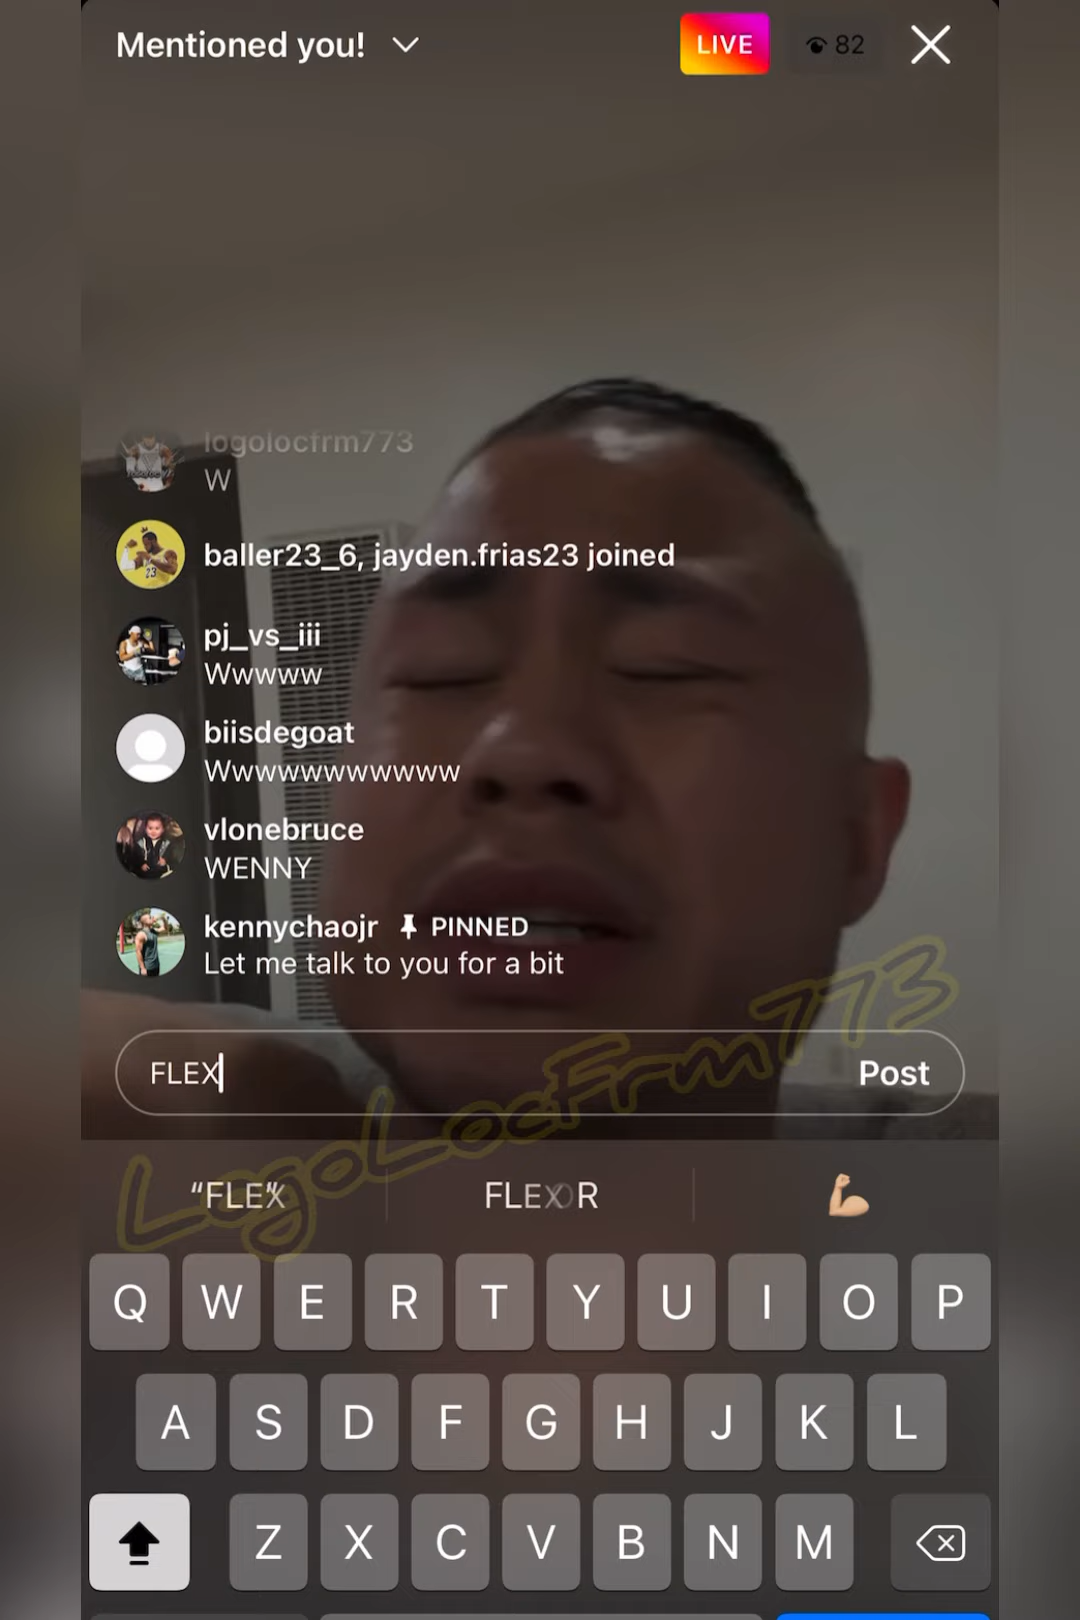 Mentioned you!
LIVE
82
logolocfrm773
W
baller23_6, jayden.frias23 joined
23
pj_vs_iii
Wwwww
biisdegoat
Wwwwwwwwwww
vlonebruce
WENNY
kennychaojr PINNED
Let me talk to you for a bit
FLEX
Post
LogoLocFrm773
“FLEX”
Q W E R T Y U I O P
A S D F G H J K L
Z X C V B N M